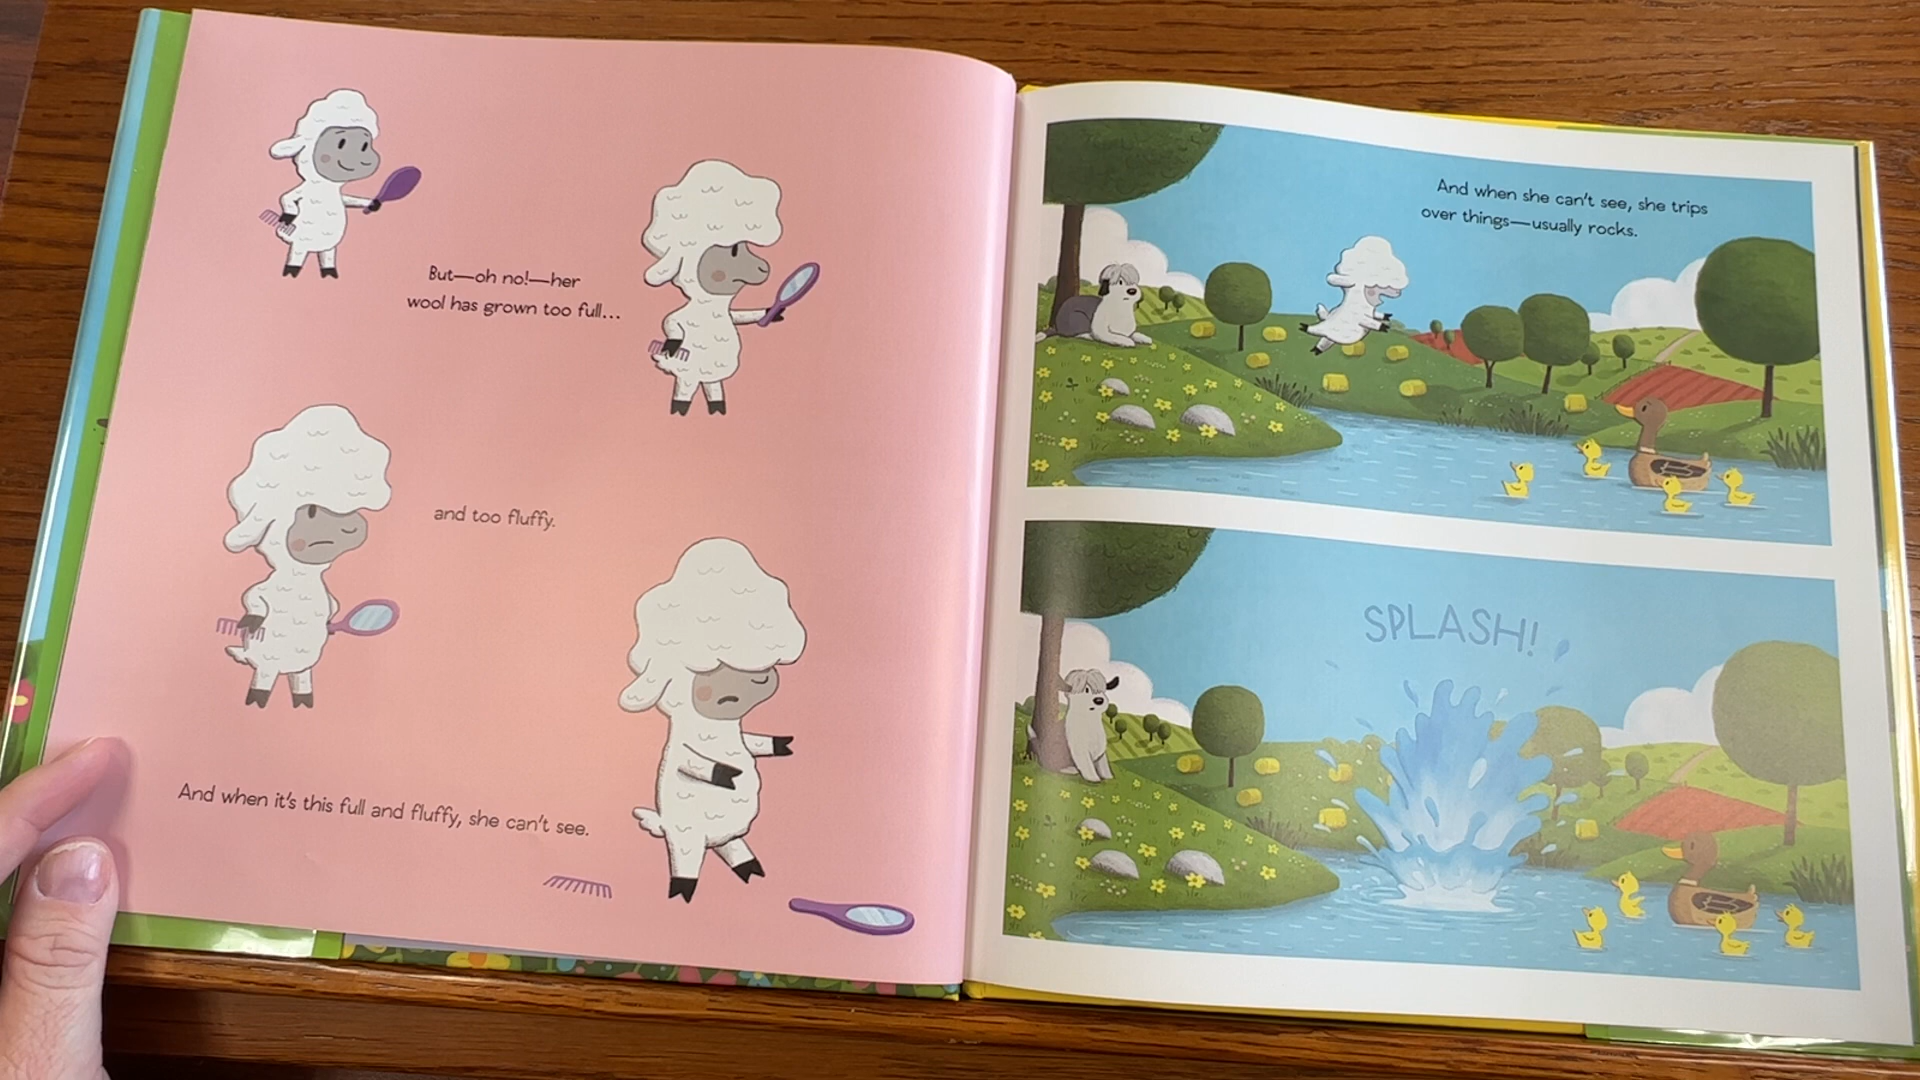 But—oh no!—her
wool has grown too full...
and too fluffy.
And when it's this full and fluffy, she can't see.
And when she can't see, she trips
over things—usually rocks.
SPLASH!